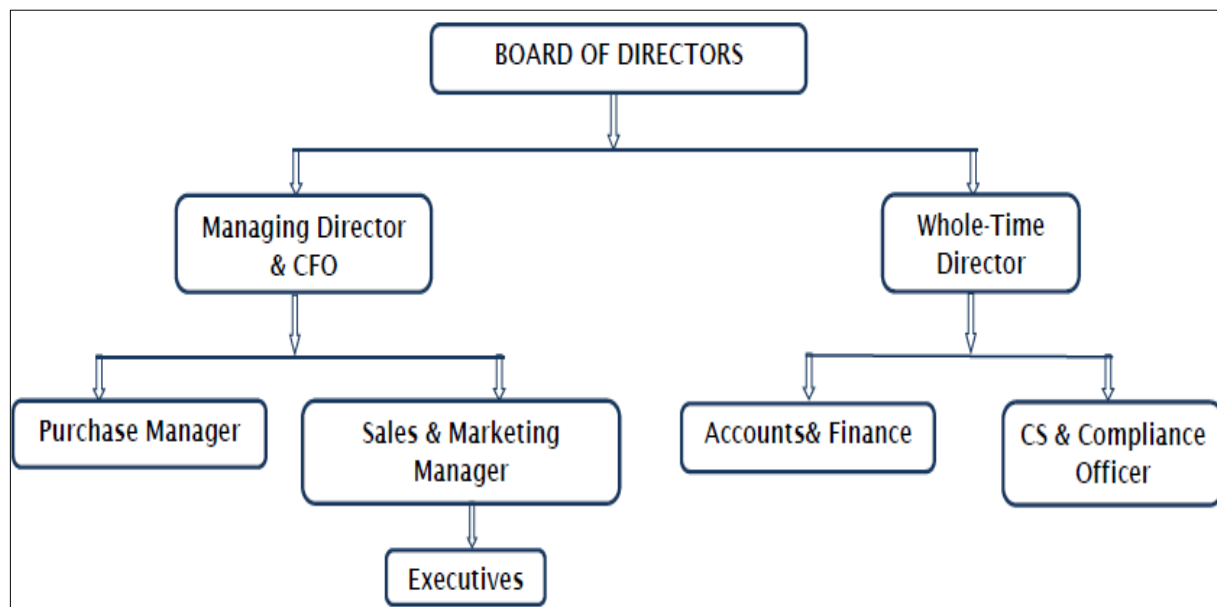 BOARD OF DIRECTORS
Managing Director
& CFO
Whole-Time
Director
Purchase Manager
Sales & Marketing
Manager
Accounts& Finance
CS & Compliance
Officer
Executives